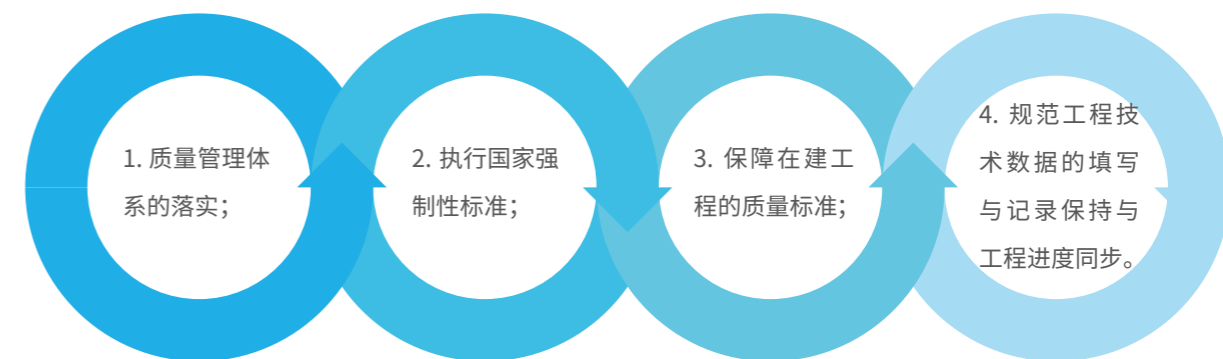 1. 质量管理体
系的落实；
2. 执行国家强
制性标准；
3. 保障在建工
程的质量标准；
4. 规范工程技
术数据的填写
与记录保持与
工程进度同步。